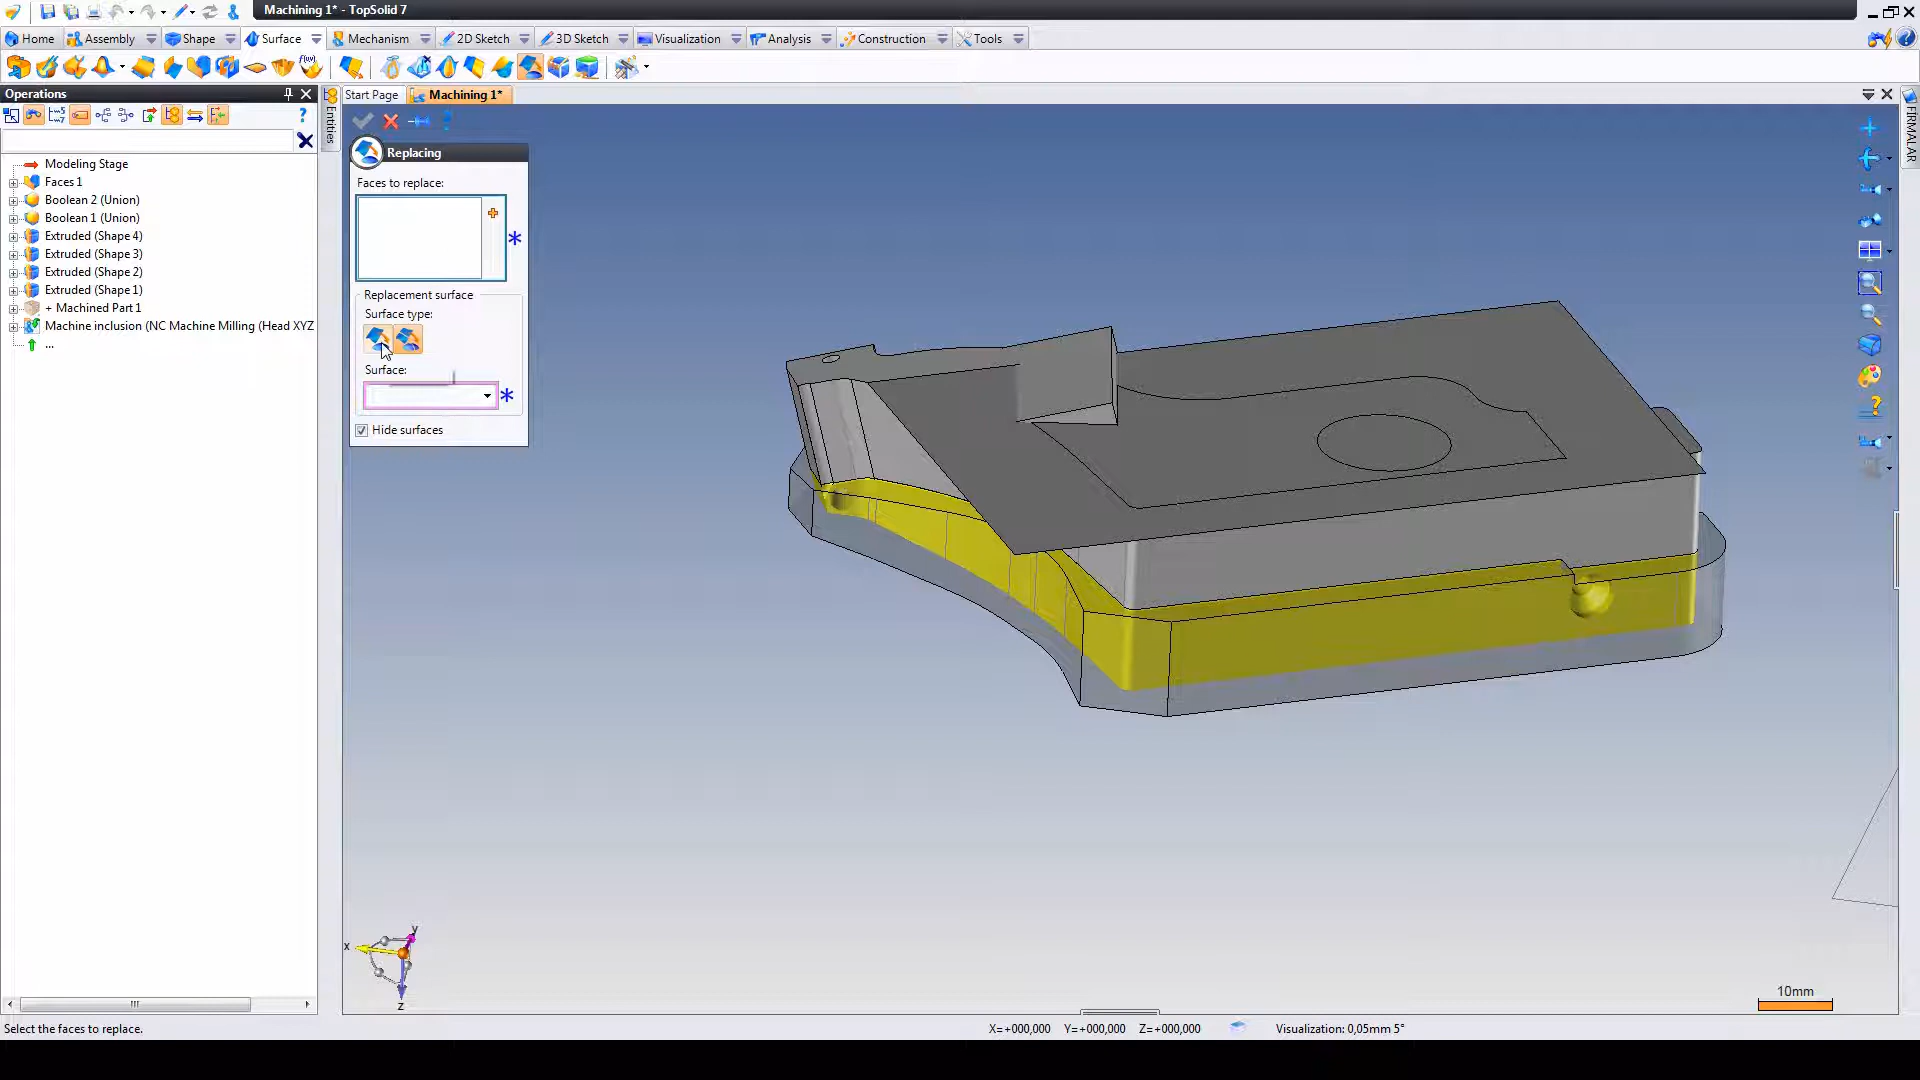 Machining 1* - TopSolid 7
Home Assembly Shape Surface Mechanism 2D Sketch 3D Sketch Visualization Analysis Construction Tools
Operations
Start Page Machining 1*
Entities
FIRMALAR
Modeling Stage
Faces 1
Boolean 2 (Union)
Boolean 1 (Union)
Extruded (Shape 4)
Extruded (Shape 3)
Extruded (Shape 2)
Extruded (Shape 1)
+ Machined Part 1
Machine inclusion (NC Machine Milling (Head XYZ
...
Replacing
Faces to replace:
Replacement surface
Surface type:
Surface:
Hide surfaces
x
y
z
10mm
Select the faces to replace.
X=+000,000 Y=+000,000 Z=+000,000
Visualization: 0,05mm 5°